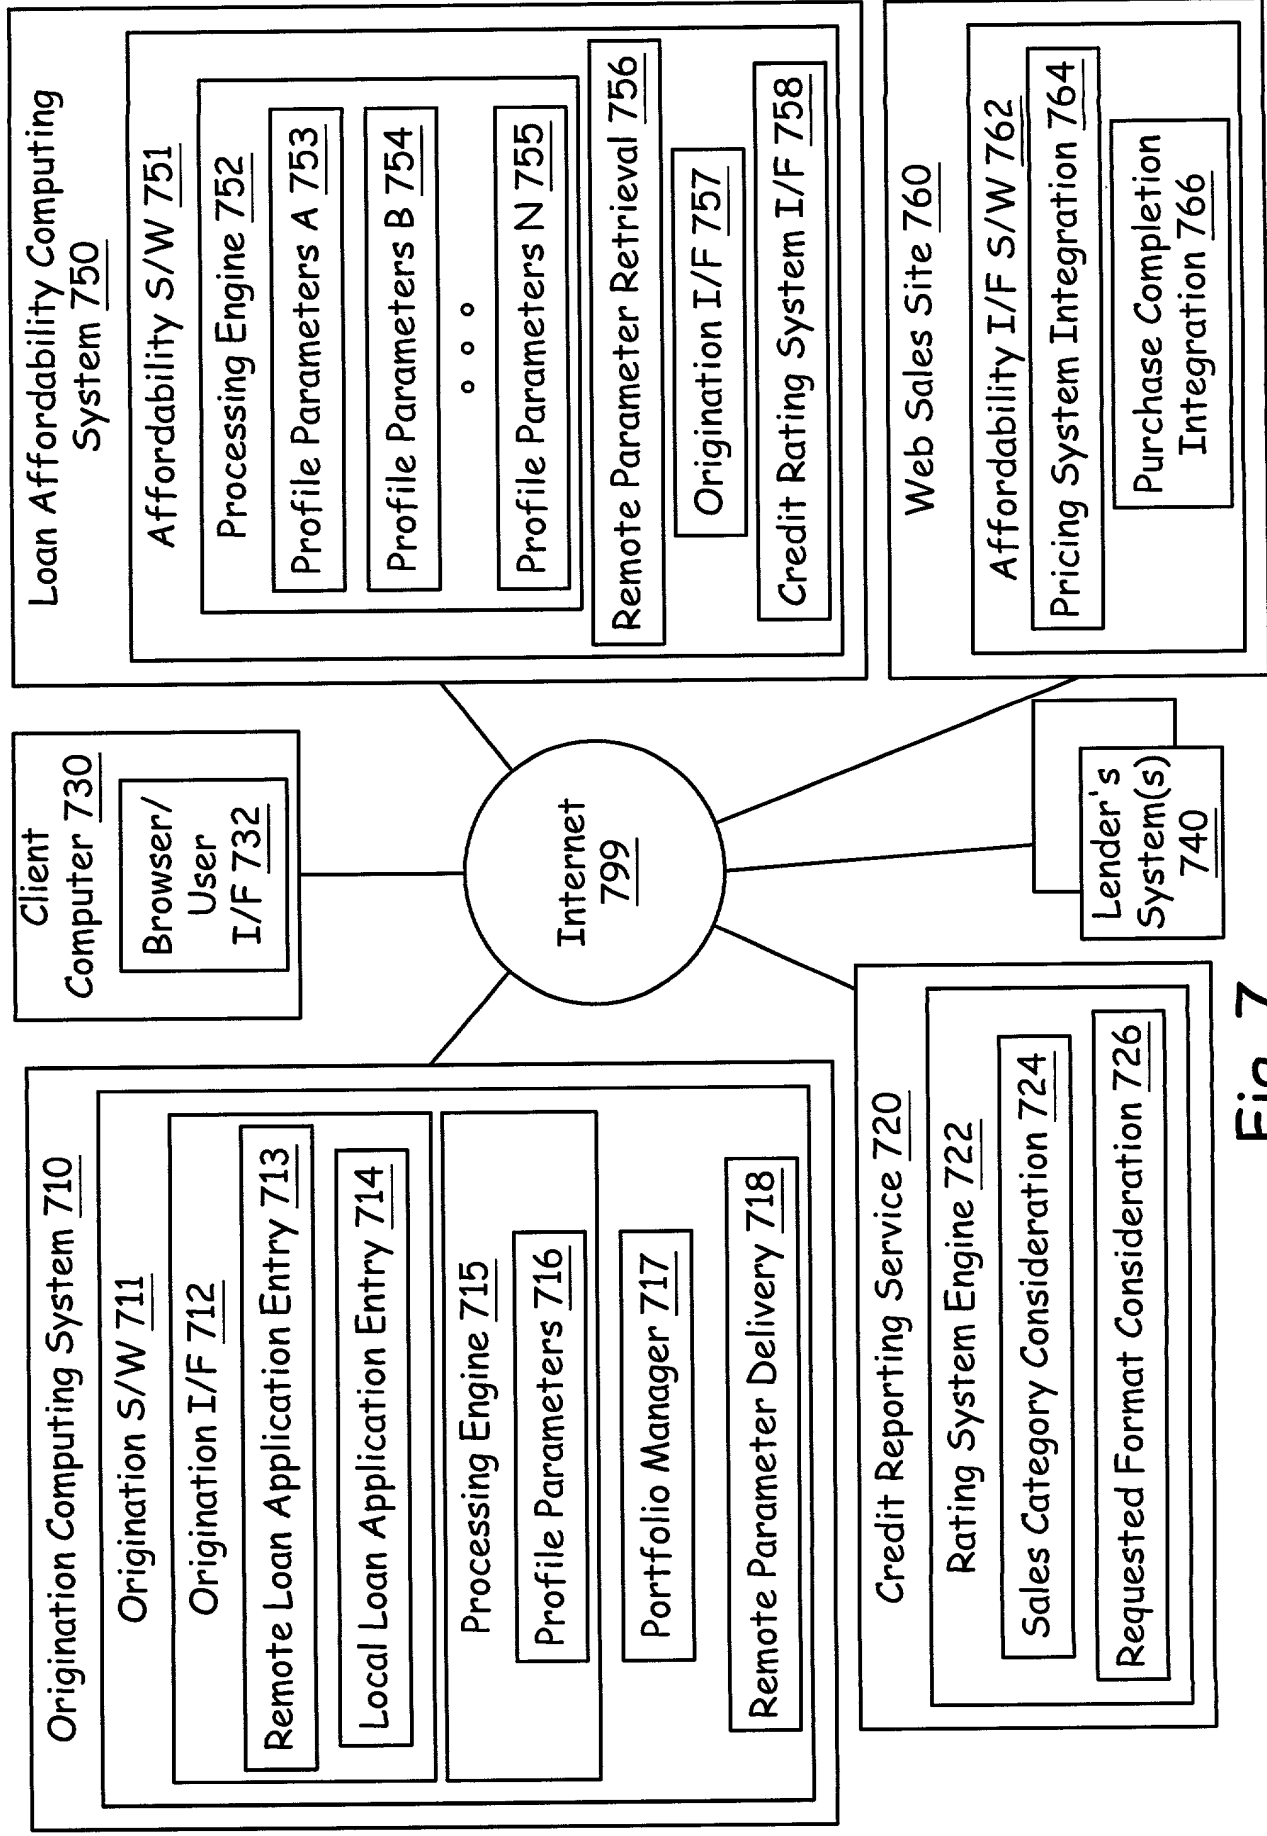 Origination Computing System 710
Origination S/W 711
Origination I/F 712
Remote Loan Application Entry 713
Local Loan Application Entry 714
Processing Engine 715
Profile Parameters 716
Portfolio Manager 717
Remote Parameter Delivery 718
Client
Computer 730
Browser/
User
I/F 732
Loan Affordability Computing
System 750
Affordability S/W 751
Processing Engine 752
Profile Parameters A 753
Profile Parameters B 754
Profile Parameters N 755
Remote Parameter Retrieval 756
Origination I/F 757
Credit Rating System I/F 758
Internet
799
Credit Reporting Service 720
Rating System Engine 722
Sales Category Consideration 724
Requested Format Consideration 726
Lender's
System(s)
740
Web Sales Site 760
Affordability I/F S/W 762
Pricing System Integration 764
Purchase Completion
Integration 766
Fig. 7